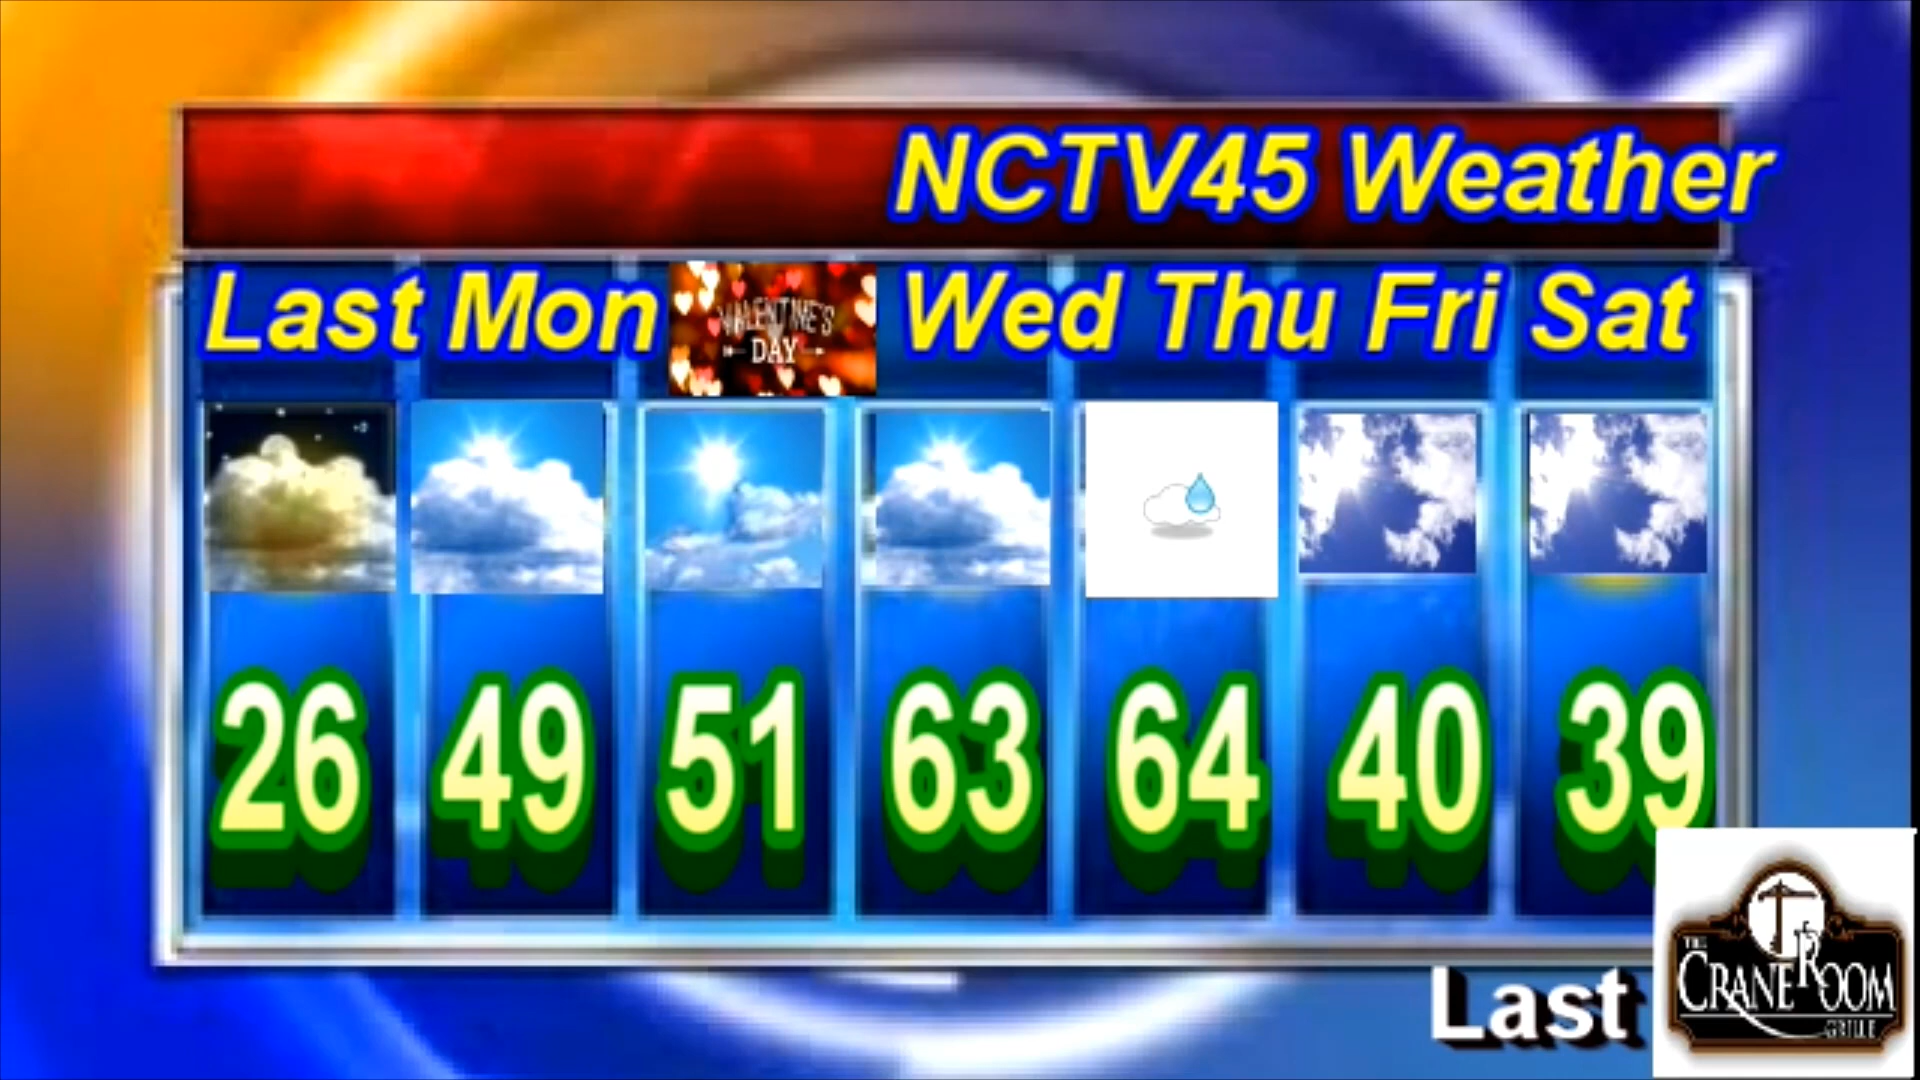 NCTV45 Weather
Last Mon VALENTINE'S DAY Wed Thu Fri Sat
26 49 51 63 64 40 39
Last
THE
CRANE ROOM
GRILLE